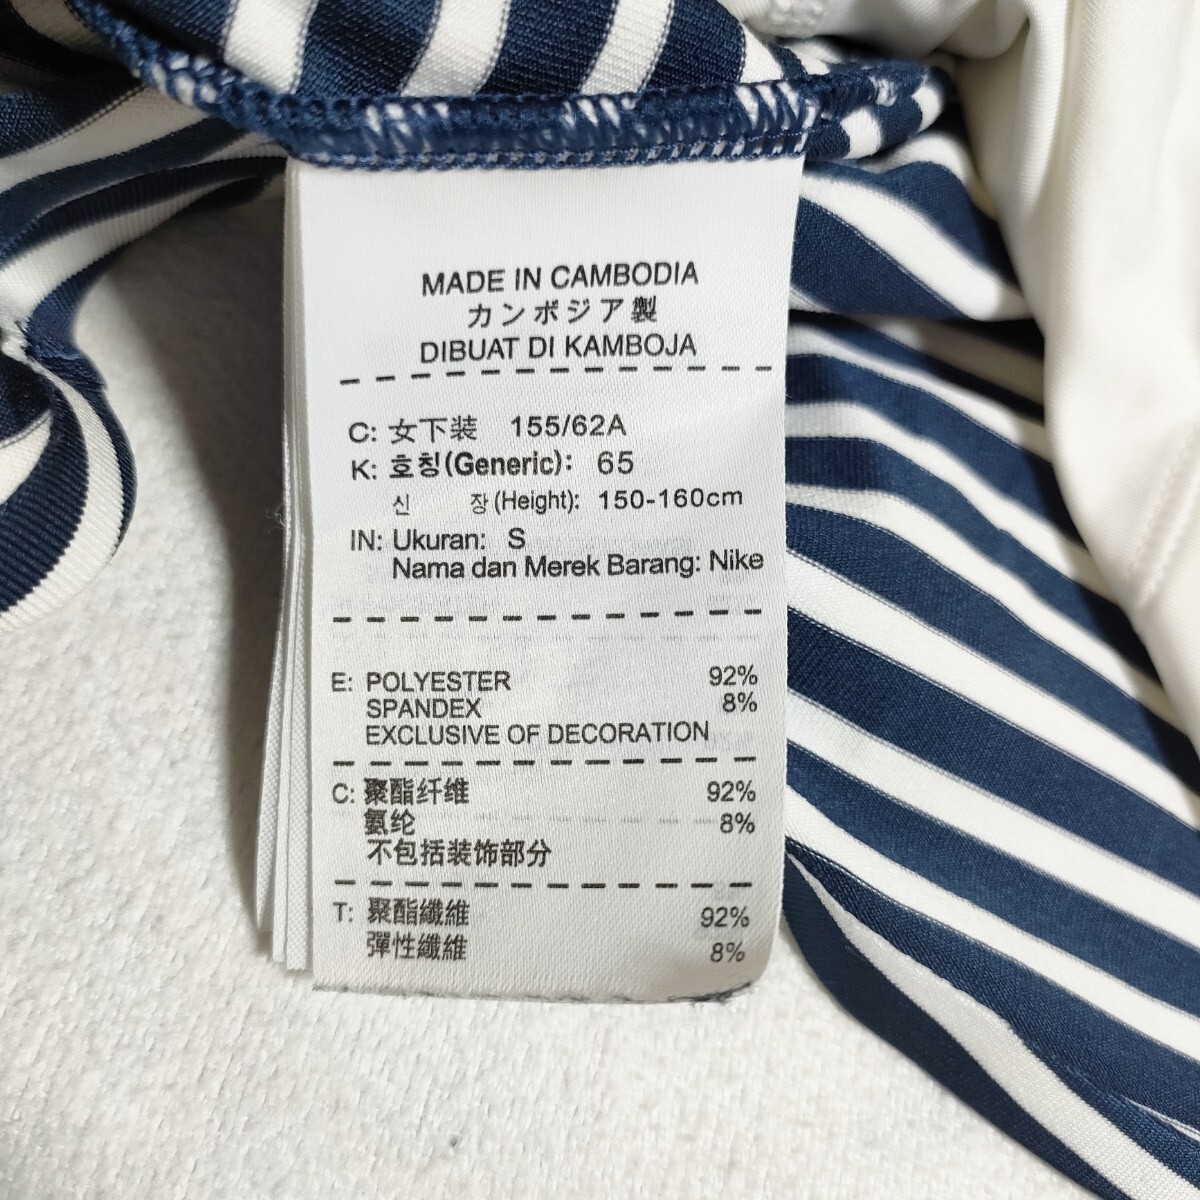 MADE IN CAMBODIA
カンボジア製
DIBUAT DI KAMBOJA
C: 女下装 155/62A
K: 호칭(Generic): 65
신 장(Height): 150-160cm
IN: Ukuran: S
Nama dan Merek Barang: Nike
E: POLYESTER 92%
SPANDEX 8%
EXCLUSIVE OF DECORATION
C: 聚酯纤维 92%
氨纶 8%
不包括装饰部分
T: 聚酯纖維 92%
彈性纖維 8%